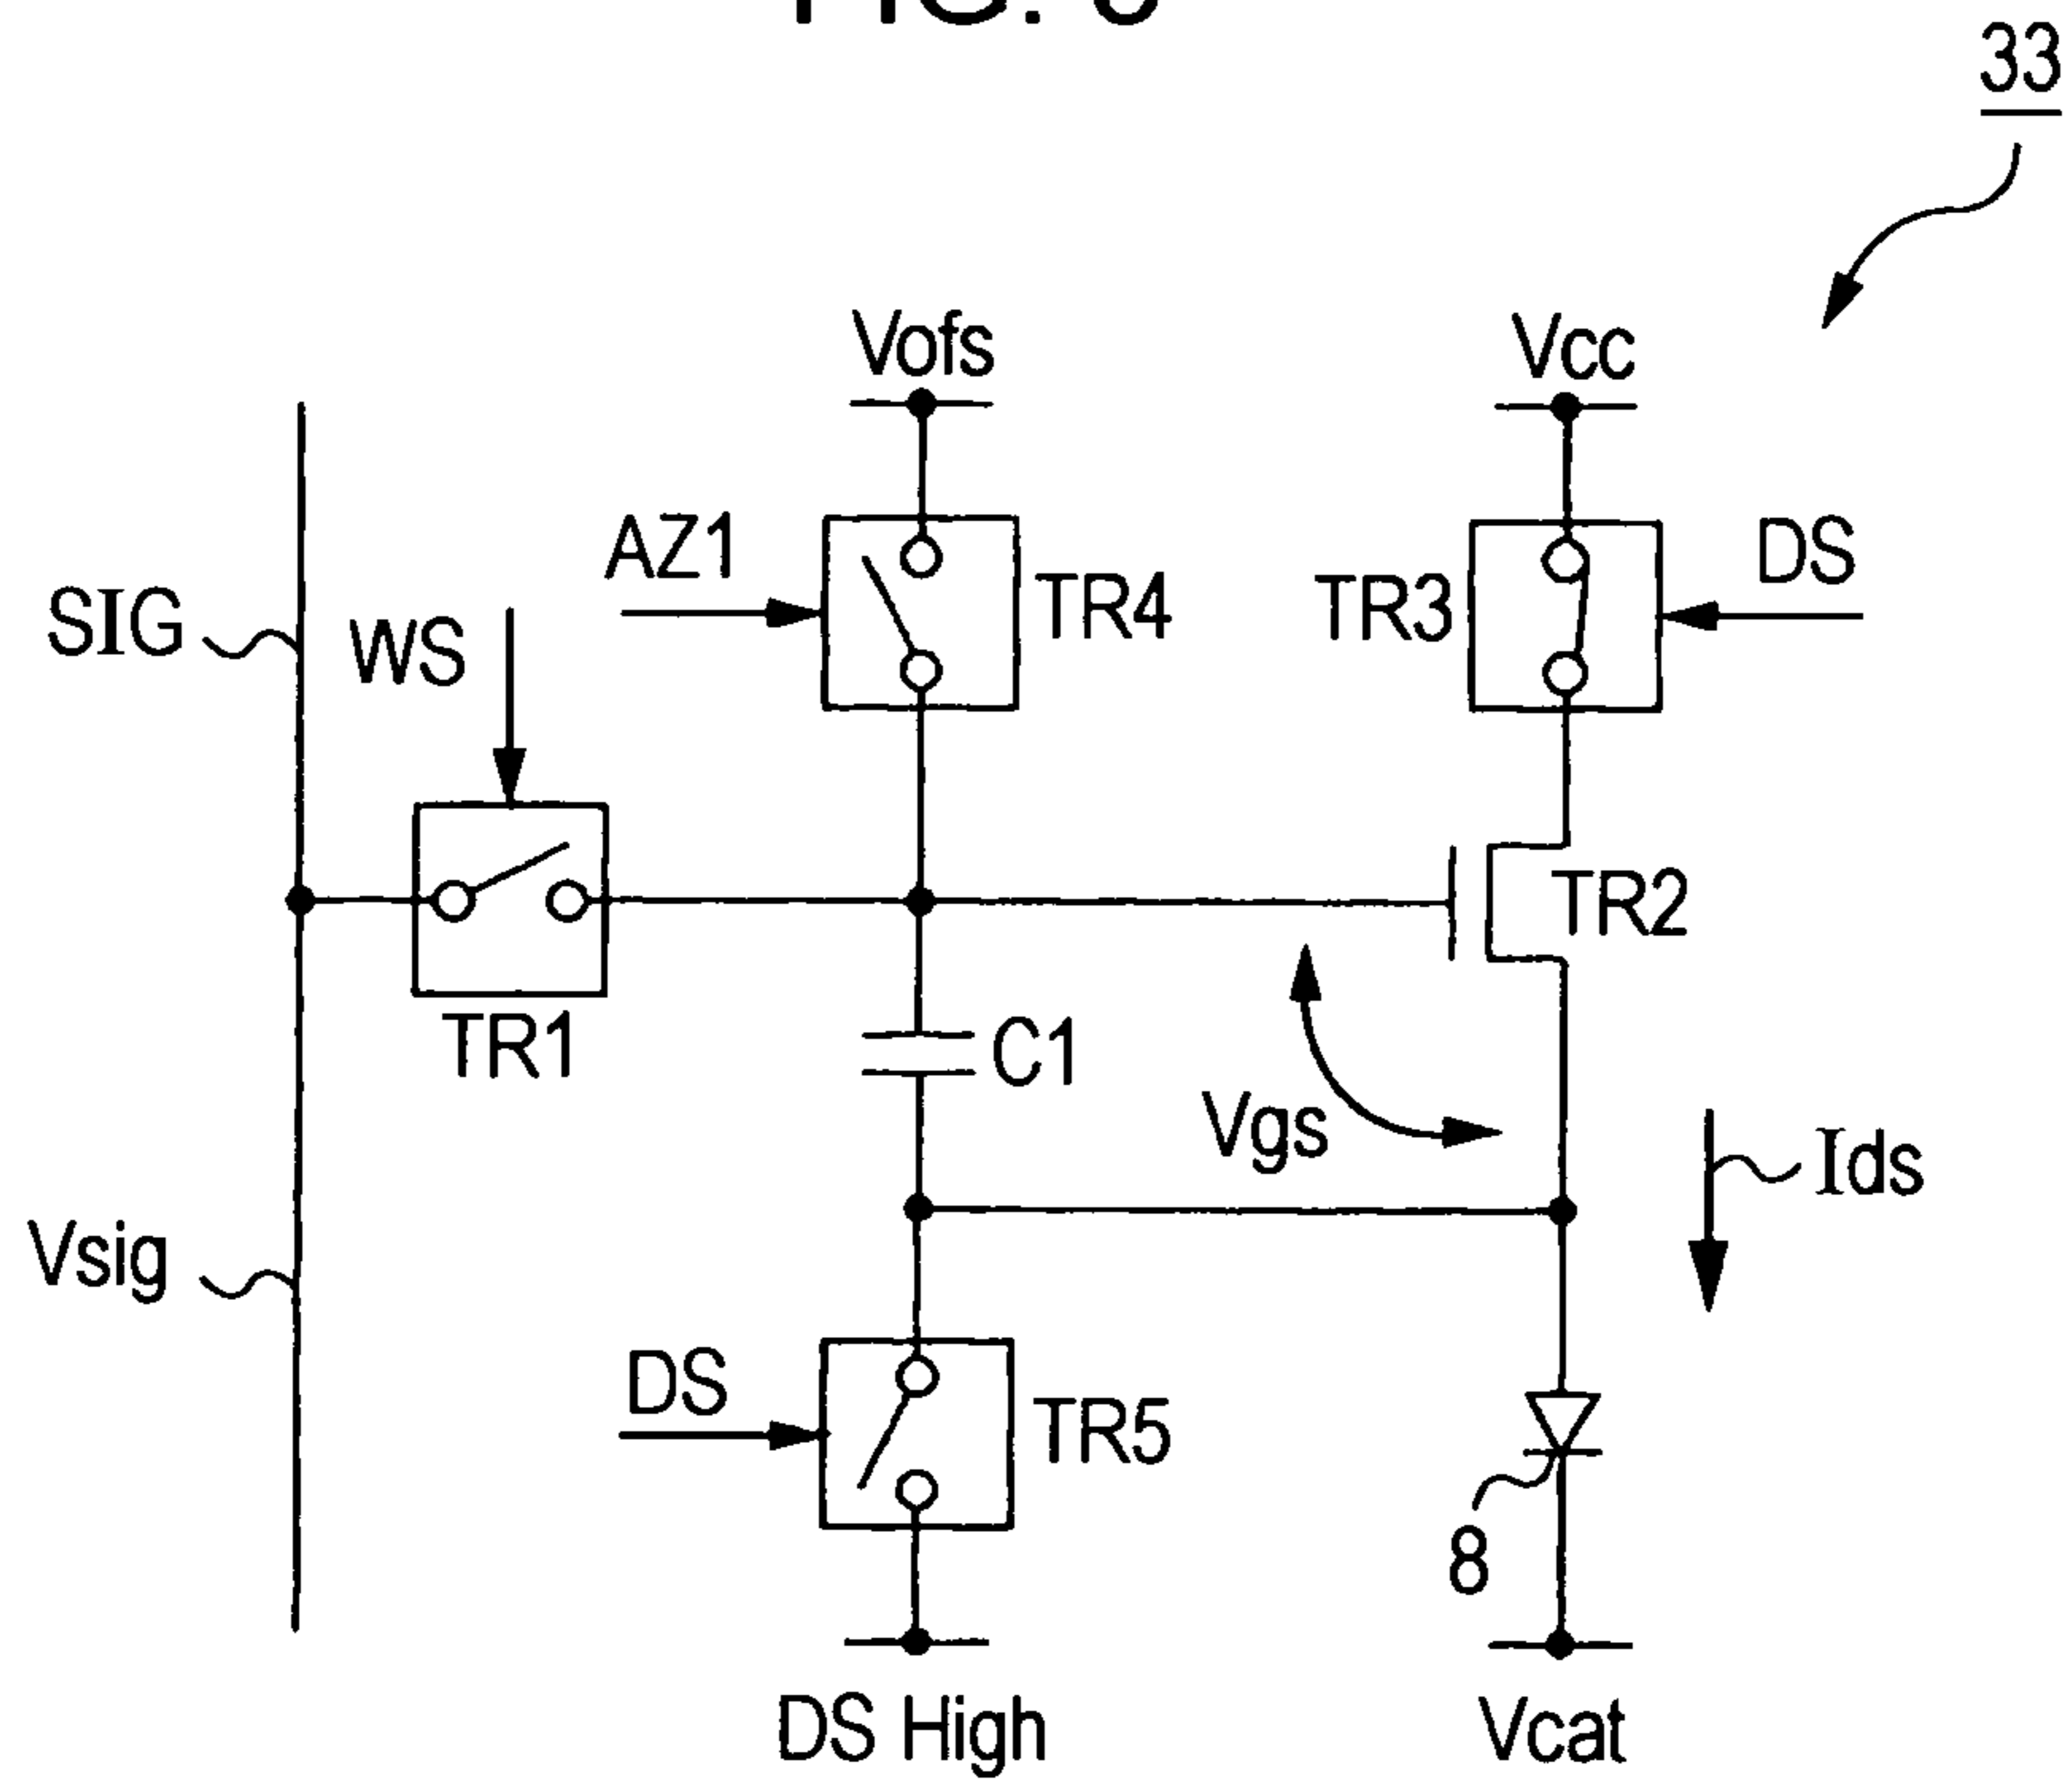 33
Vofs
Vcc
AZ1
TR4
TR3
DS
SIG
WS
TR2
TR1
C1
Vgs
Ids
Vsig
DS
TR5
8
DS High
Vcat